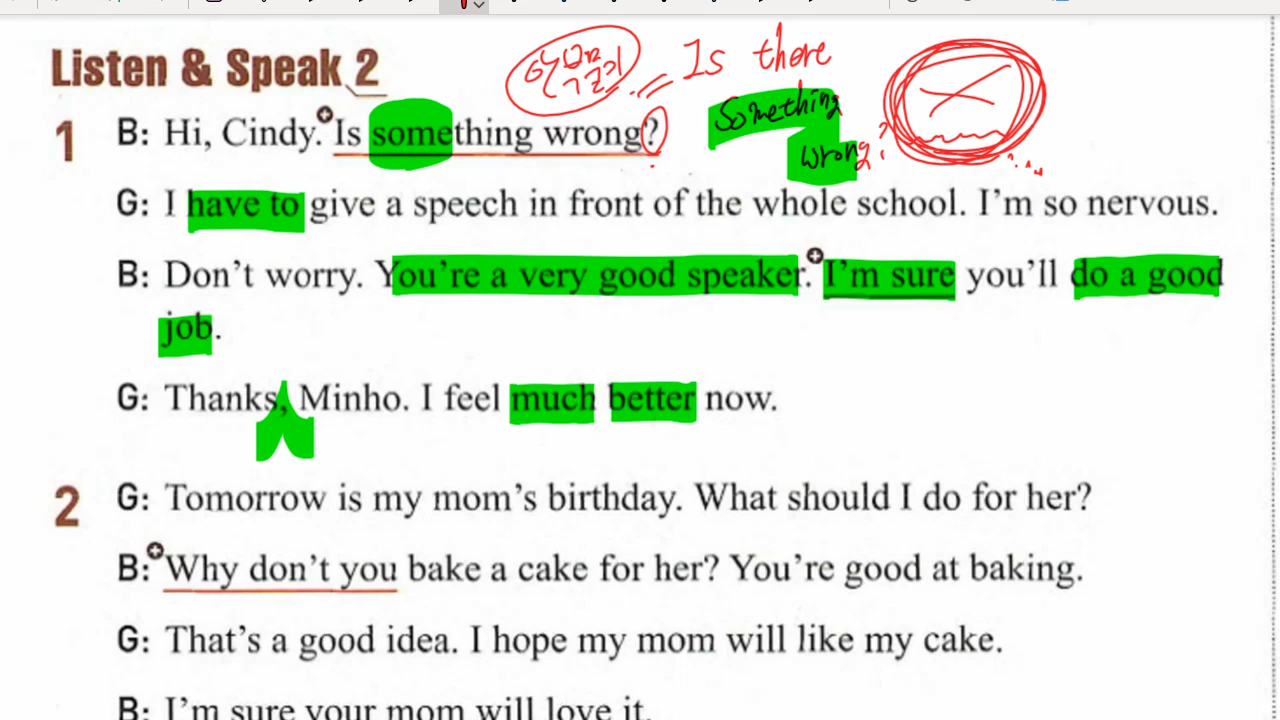 Listen & Speak 2
Is there
something
wrong?
1 B: Hi, Cindy. Is something wrong?
G: I have to give a speech in front of the whole school. I'm so nervous.
B: Don't worry. You're a very good speaker. I'm sure you'll do a good
job.
G: Thanks, Minho. I feel much better now.
2 G: Tomorrow is my mom's birthday. What should I do for her?
B: Why don't you bake a cake for her? You're good at baking.
G: That's a good idea. I hope my mom will like my cake.
B: I'm sure your mom will love it.